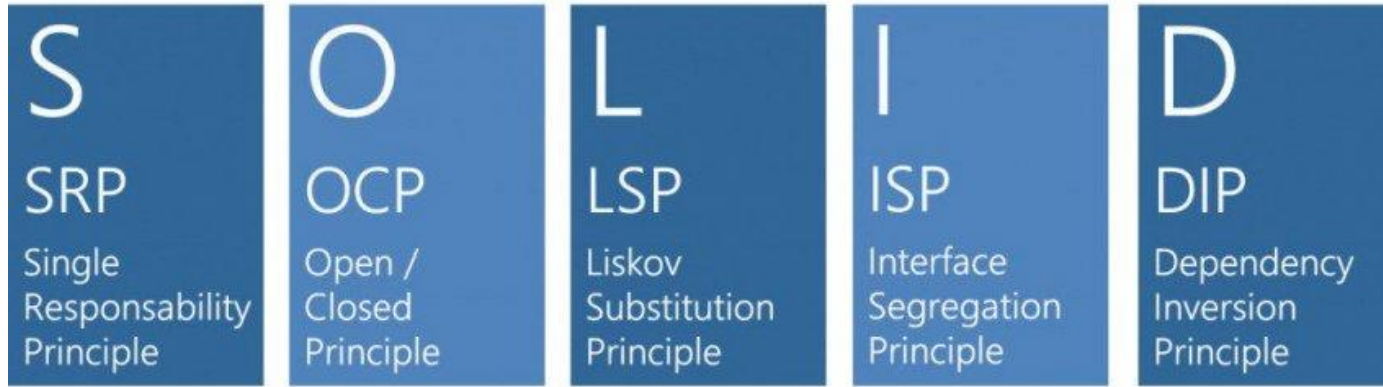 S
SRP
Single
Responsability
Principle
O
OCP
Open /
Closed
Principle
L
LSP
Liskov
Substitution
Principle
I
ISP
Interface
Segregation
Principle
D
DIP
Dependency
Inversion
Principle